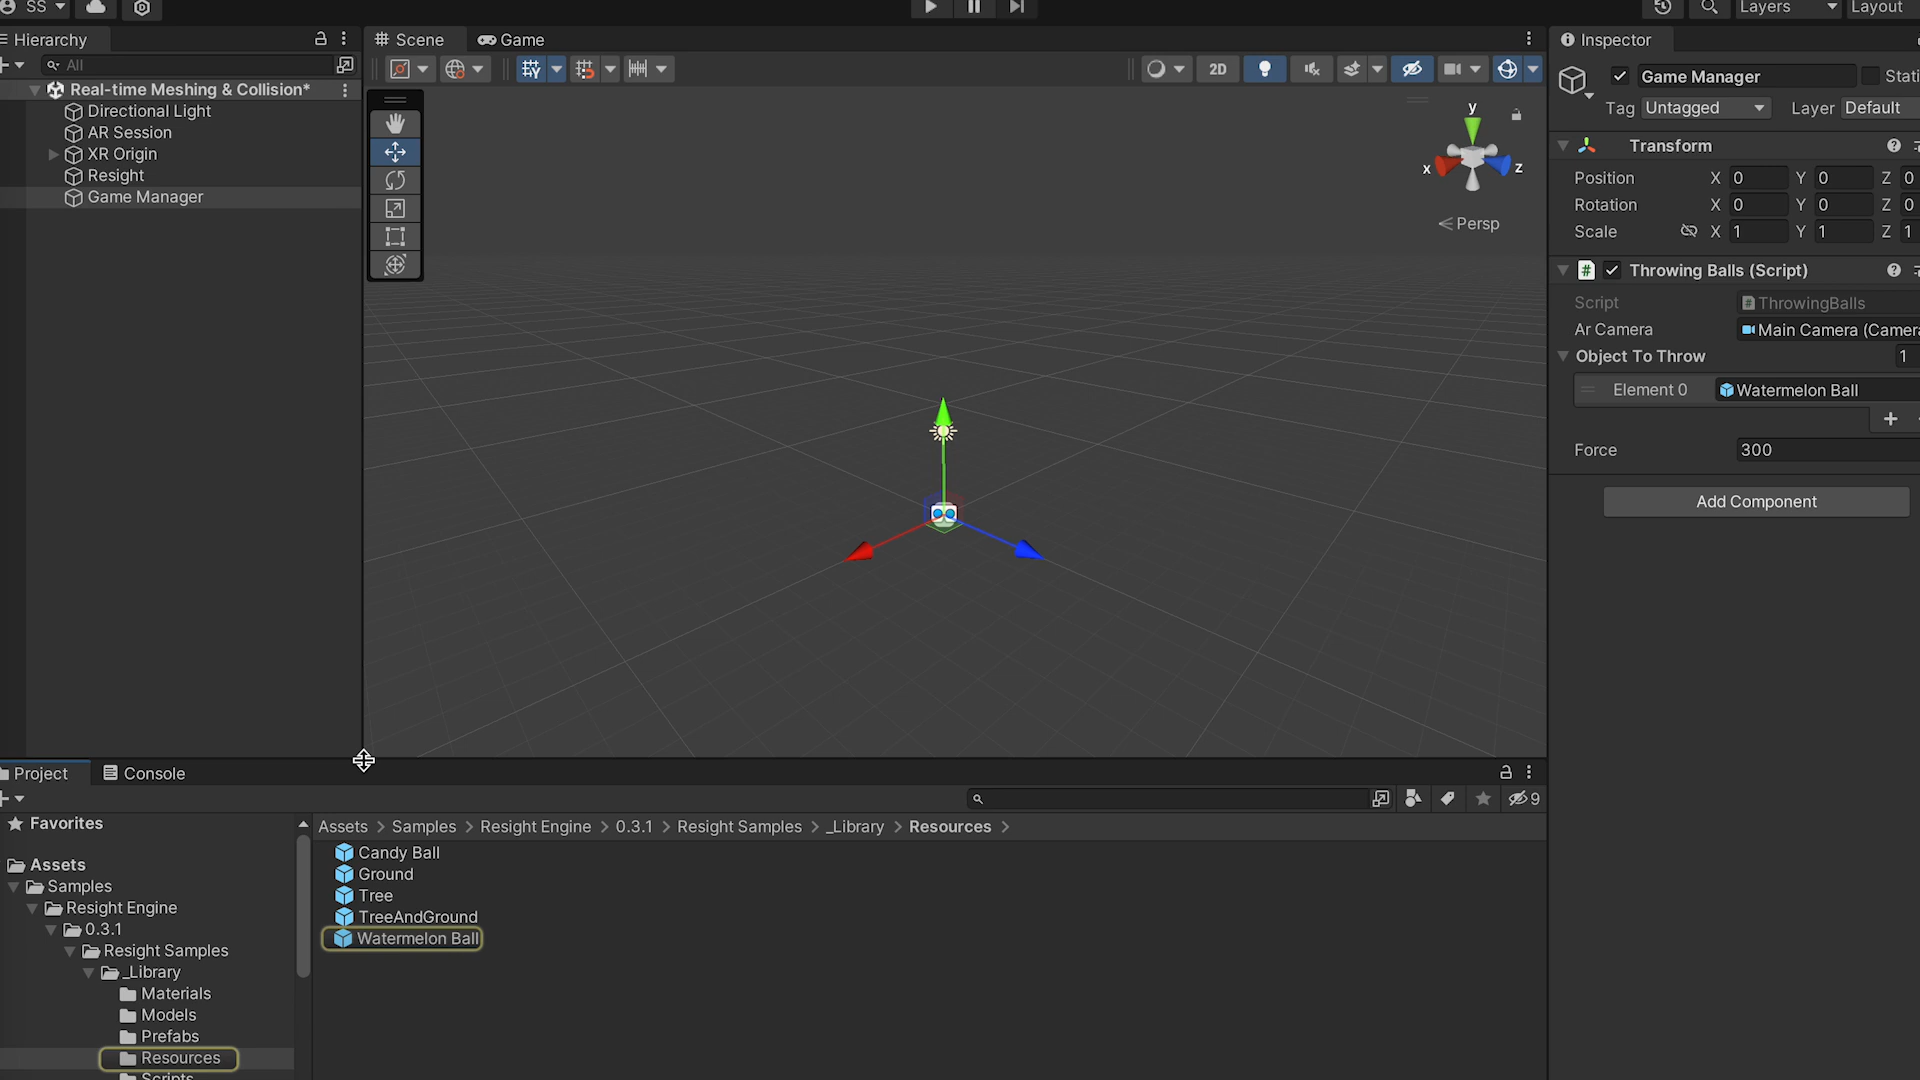 SS
Layers
Layout
Hierarchy
All
Real-time Meshing & Collision*
Directional Light
AR Session
XR Origin
Resight
Game Manager
Scene
Game
2D
y
x
z
Persp
Inspector
Game Manager
Stati
Tag Untagged
Layer Default
Transform
Position X 0 Y 0 Z 0
Rotation X 0 Y 0 Z 0
Scale X 1 Y 1 Z 1
# Throwing Balls (Script)
Script # ThrowingBalls
Ar Camera Main Camera (Camera
Object To Throw 1
Element 0 Watermelon Ball
+
Force 300
Add Component
Project
Console
9
Favorites
Assets
Samples
Resight Engine
0.3.1
Resight Samples
_Library
Materials
Models
Prefabs
Resources
Scripts
Assets > Samples > Resight Engine > 0.3.1 > Resight Samples > _Library > Resources >
Candy Ball
Ground
Tree
TreeAndGround
Watermelon Ball